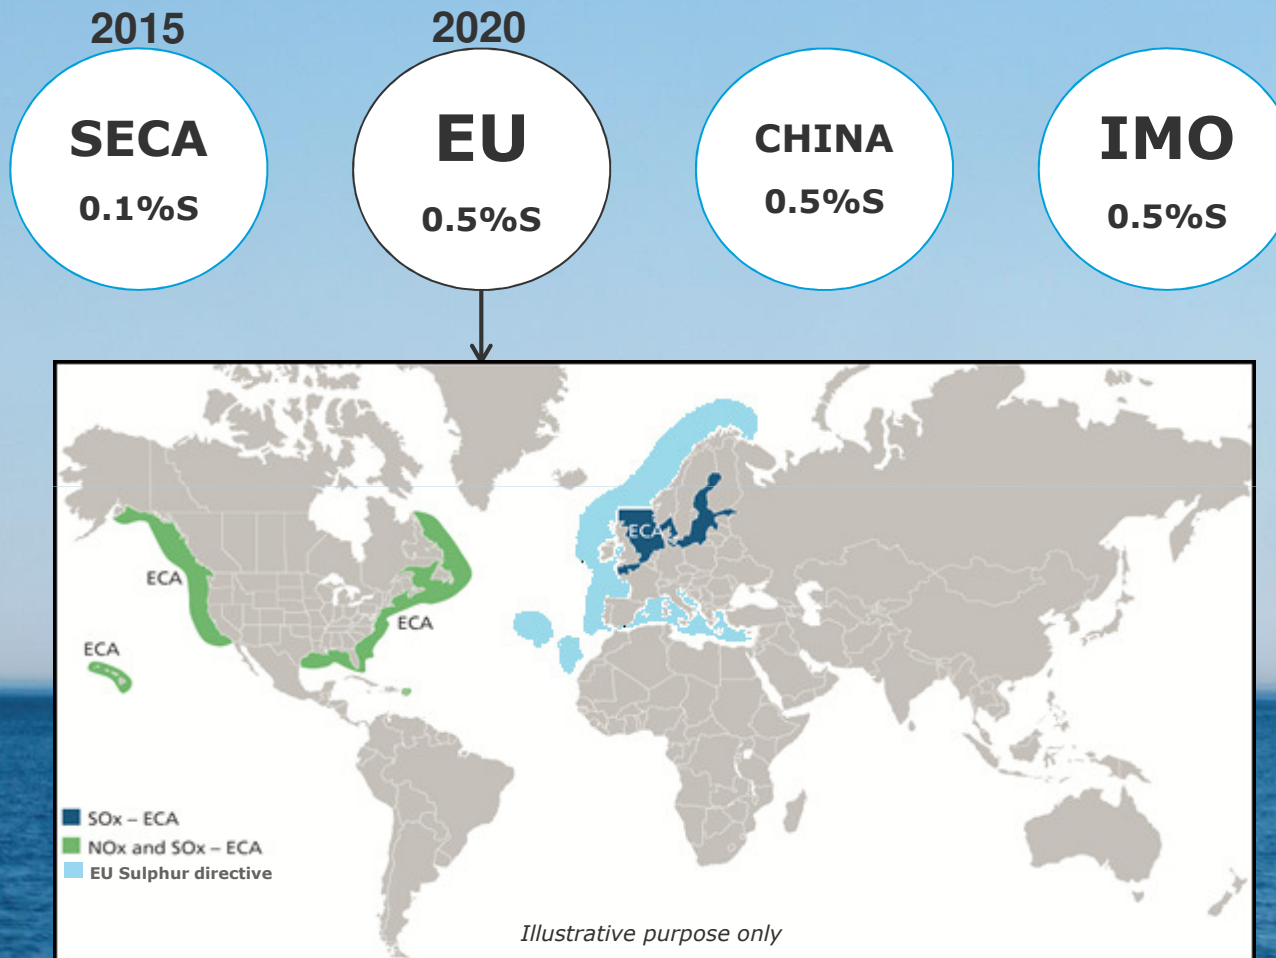 2015
2020
SECA
0.1%S
EU
0.5%S
CHINA
0.5%S
IMO
0.5%S
ECA
ECA
ECA
ECA
SOx – ECA
NOx and SOx – ECA
EU Sulphur directive
Illustrative purpose only